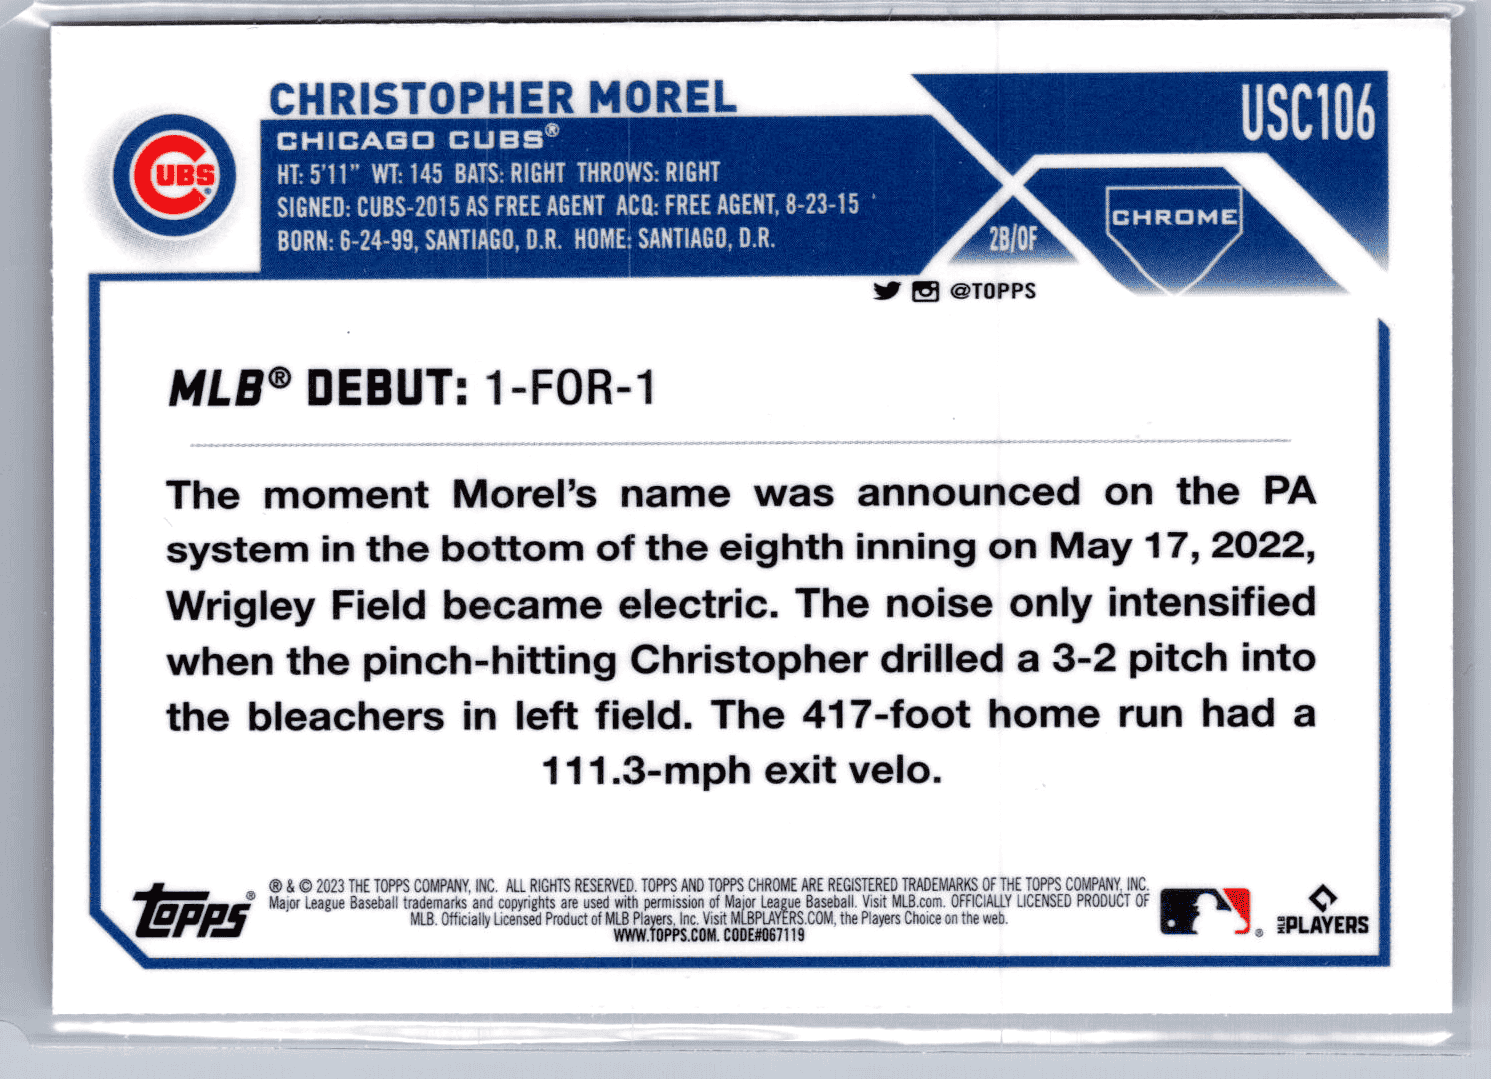 CHRISTOPHER MOREL
USC106
CHICAGO CUBS®
HT: 5'11" WT: 145 BATS: RIGHT THROWS: RIGHT
SIGNED: CUBS-2015 AS FREE AGENT ACQ: FREE AGENT, 8-23-15
BORN: 6-24-99, SANTIAGO, D.R. HOME: SANTIAGO, D.R.
CUBS
2B/OF
CHROME
@TOPPS
MLB® DEBUT: 1-FOR-1
The moment Morel's name was announced on the PA
system in the bottom of the eighth inning on May 17, 2022,
Wrigley Field became electric. The noise only intensified
when the pinch-hitting Christopher drilled a 3-2 pitch into
the bleachers in left field. The 417-foot home run had a
111.3-mph exit velo.
Topps®
® & © 2023 THE TOPPS COMPANY, INC. ALL RIGHTS RESERVED. TOPPS AND TOPPS CHROME ARE REGISTERED TRADEMARKS OF THE TOPPS COMPANY, INC.
Major League Baseball trademarks and copyrights are used with permission of Major League Baseball. Visit MLB.com. OFFICIALLY LICENSED PRODUCT OF
MLB. Officially Licensed Product of MLB Players, Inc. Visit MLBPLAYERS.COM, the Players Choice on the web.
WWW.TOPPS.COM. CODE#067119
®
MLB PLAYERS